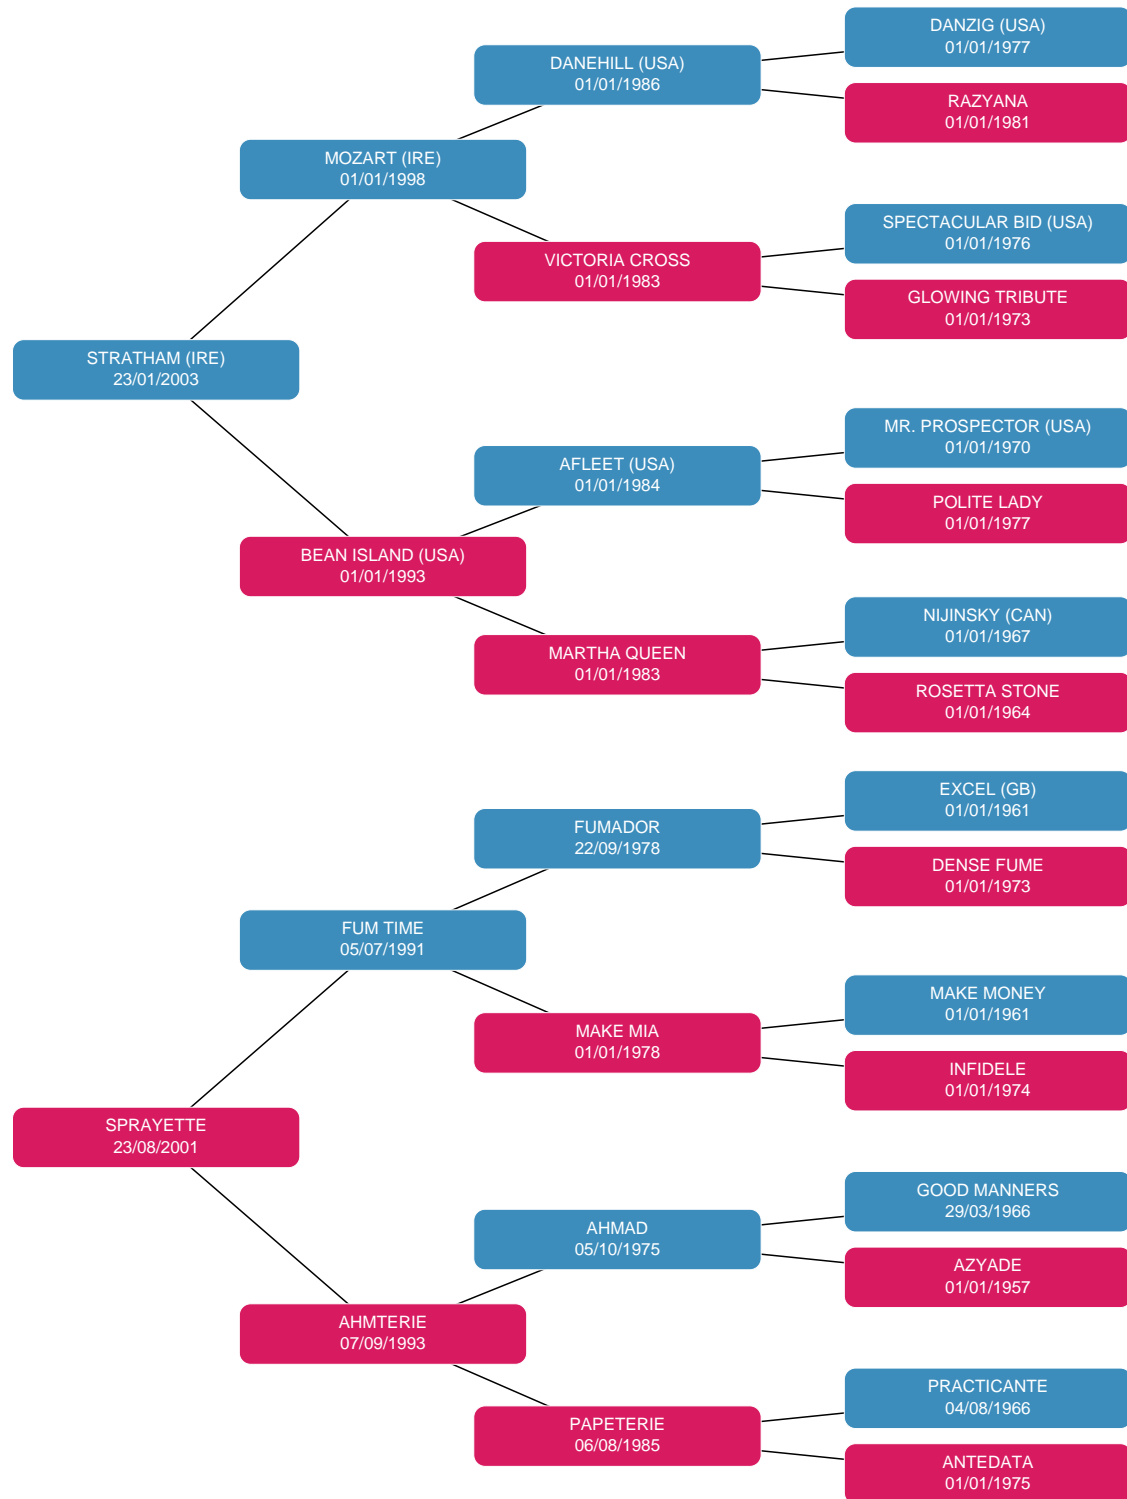 DANZIG (USA)
01/01/1977
DANEHILL (USA)
01/01/1986
RAZYANA
01/01/1981
MOZART (IRE)
01/01/1998
SPECTACULAR BID (USA)
01/01/1976
VICTORIA CROSS
01/01/1983
GLOWING TRIBUTE
01/01/1973
STRATHAM (IRE)
23/01/2003
MR. PROSPECTOR (USA)
01/01/1970
AFLEET (USA)
01/01/1984
POLITE LADY
01/01/1977
BEAN ISLAND (USA)
01/01/1993
NIJINSKY (CAN)
01/01/1967
MARTHA QUEEN
01/01/1983
ROSETTA STONE
01/01/1964
EXCEL (GB)
01/01/1961
FUMADOR
22/09/1978
DENSE FUME
01/01/1973
FUM TIME
05/07/1991
MAKE MONEY
01/01/1961
MAKE MIA
01/01/1978
INFIDELE
01/01/1974
SPRAYETTE
23/08/2001
GOOD MANNERS
29/03/1966
AHMAD
05/10/1975
AZYADE
01/01/1957
AHMTERIE
07/09/1993
PRACTICANTE
04/08/1966
PAPETERIE
06/08/1985
ANTEDATA
01/01/1975